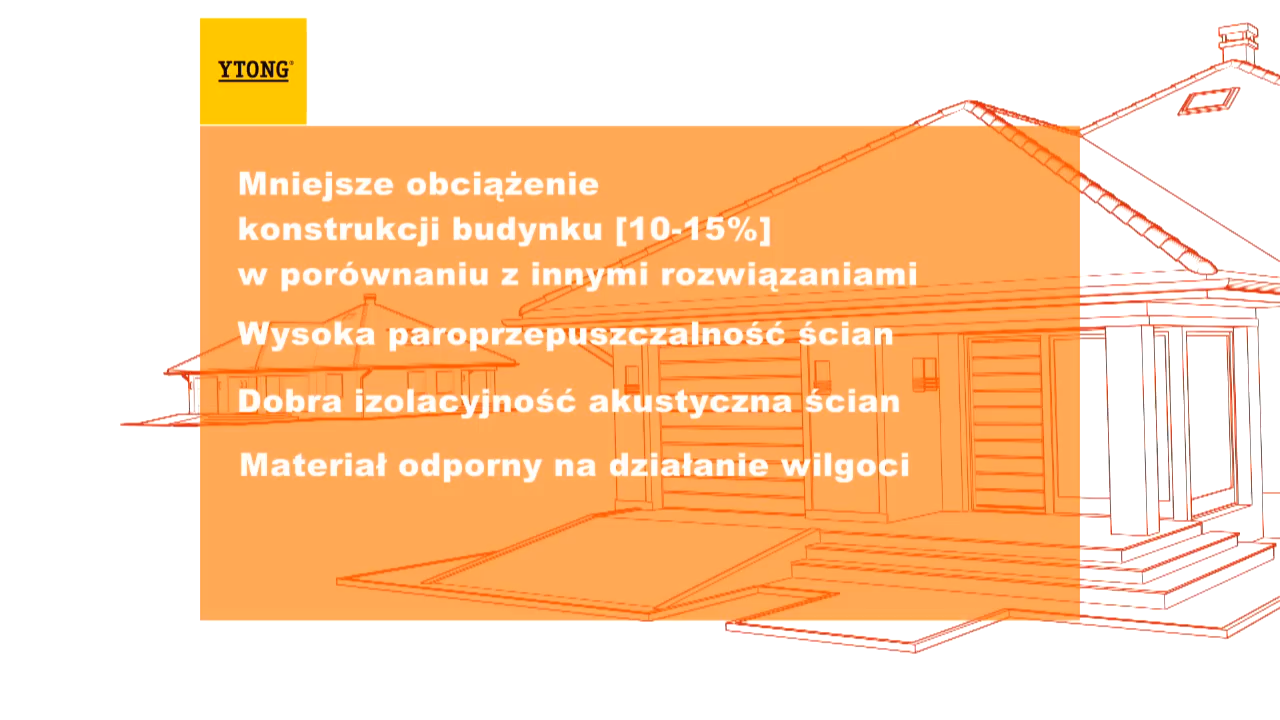 YTONG®
Mniejsze obciążenie
konstrukcji budynku [10-15%]
w porównaniu z innymi rozwiązaniami
Wysoka paroprzepuszczalność ścian
Dobra izolacyjność akustyczna ścian
Materiał odporny na działanie wilgoci